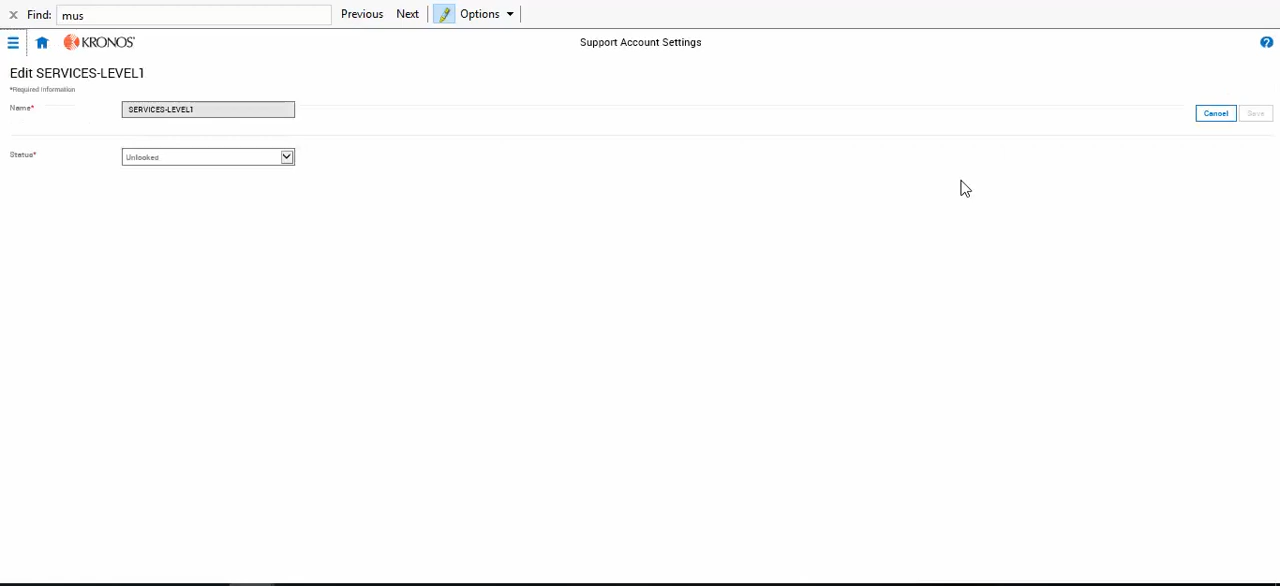 Find: mus Previous Next Options
KRONOS Support Account Settings
Edit SERVICES-LEVEL1
*Required Information
Name* SERVICES-LEVEL1 Cancel Save
Status* Unlocked